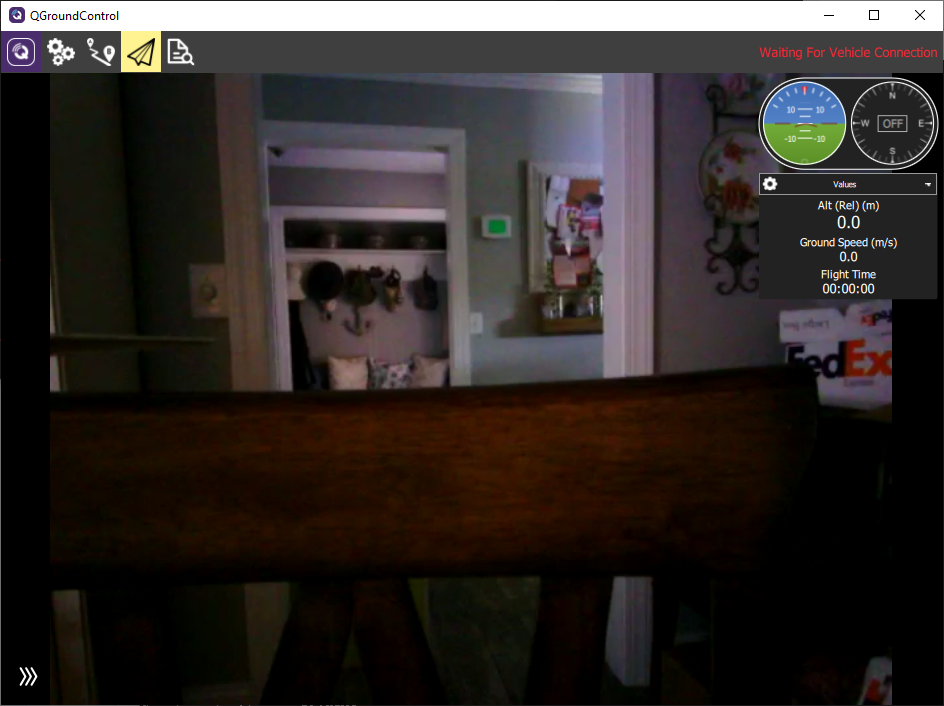 QGroundControl
Waiting For Vehicle Connection
N
10 10
W OFF E
-10 -10
S
Values
Alt (Rel) (m)
0.0
Ground Speed (m/s)
0.0
Flight Time
00:00:00
FedEx